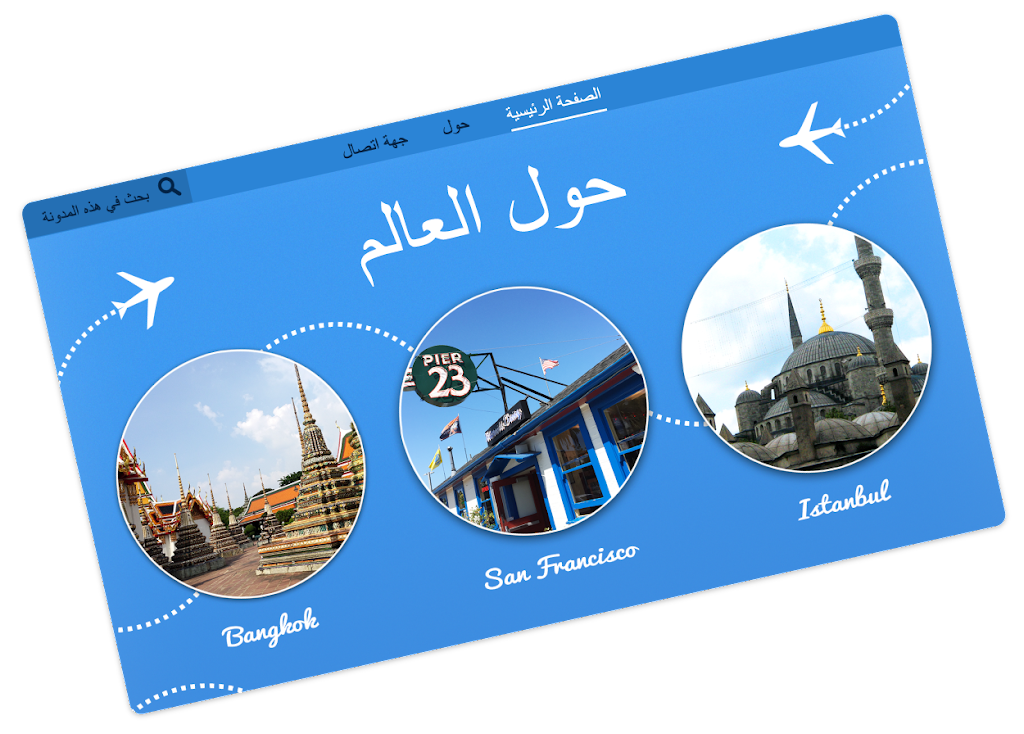 الصفحة الرئيسية
حول
جهة اتصال
بحث في هذه المدونة
حول العالم
PIER
23
Istanbul
San Francisco
Bangkok